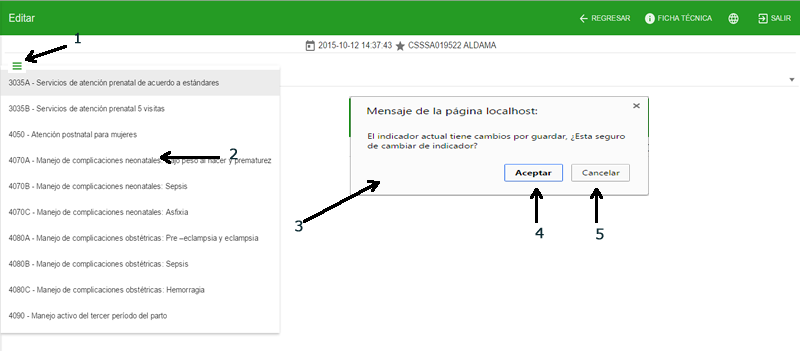 Editar
REGRESAR
FICHA TÉCNICA
SALIR
1
2015-10-12 14:37:43 CSSSA019522 ALDAMA
3035A - Servicios de atención prenatal de acuerdo a estándares
3035B - Servicios de atención prenatal 5 visitas
4050 - Atención postnatal para mujeres
4070A - Manejo de complicaciones neonatales: Bajo peso al nacer y prematurez
2
4070B - Manejo de complicaciones neonatales: Sepsis
4070C - Manejo de complicaciones neonatales: Asfixia
4080A - Manejo de complicaciones obstétricas: Pre –eclampsia y eclampsia
4080B - Manejo de complicaciones obstétricas: Sepsis
4080C - Manejo de complicaciones obstétricas: Hemorragia
4090 - Manejo activo del tercer período del parto
Mensaje de la página localhost:
El indicador actual tiene cambios por guardar, ¿Esta seguro
de cambiar de indicador?
Aceptar
Cancelar
3
4
5